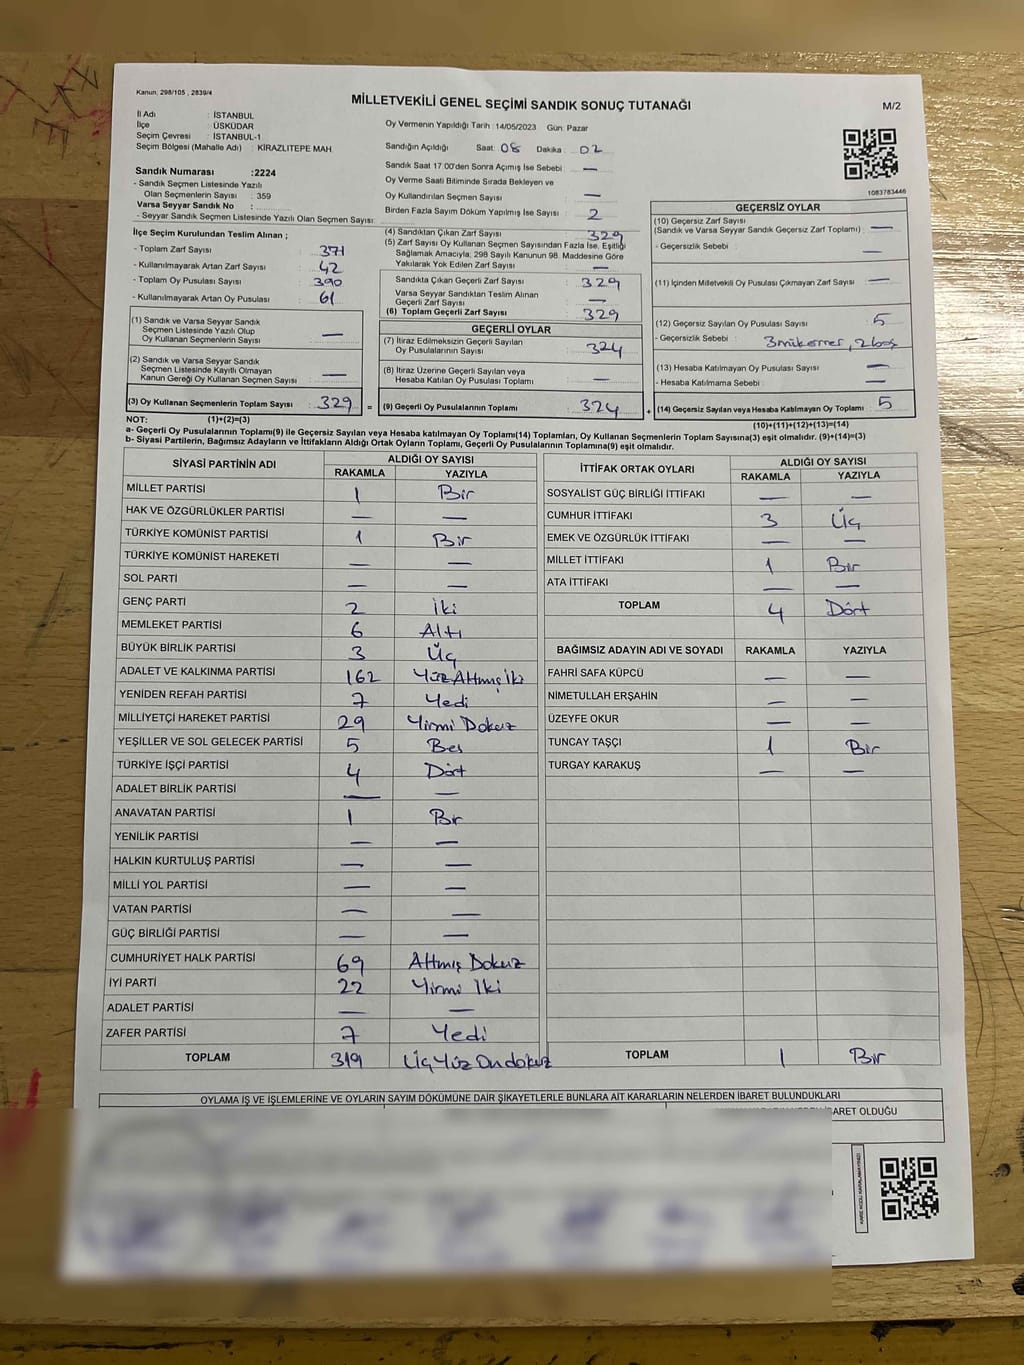 Kanun, 298/105 , 2839/4
MİLLETVEKİLİ GENEL SEÇİMİ SANDIK SONUÇ TUTANAĞI
M/2
İl Adı : İSTANBUL
İlçe : ÜSKÜDAR
Seçim Çevresi : İSTANBUL-1
Seçim Bölgesi (Mahalle Adı) : KİRAZLITEPE MAH.
Sandık Numarası :2224
- Sandık Seçmen Listesinde Yazılı
Olan Seçmenlerin Sayısı : 359
Varsa Seyyar Sandık No :
- Seyyar Sandık Seçmen Listesinde Yazılı Olan Seçmen Sayısı:
Oy Vermenin Yapıldığı Tarih : 14/05/2023 Gün: Pazar
Sandığın Açıldığı Saat: 08 Dakika : 02
Sandık Saat 17.00'den Sonra Açımış İse Sebebi : —
Oy Verme Saati Bitiminde Sırada Bekleyen ve
Oy Kullandırılan Seçmen Sayısı : —
Birden Fazla Sayım Döküm Yapılmış İse Sayısı : 2
1083783446
İlçe Seçim Kurulundan Teslim Alınan ;
- Toplam Zarf Sayısı : 371
- Kullanılmayarak Artan Zarf Sayısı : 42
- Toplam Oy Pusulası Sayısı : 390
- Kullanılmayarak Artan Oy Pusulası : 61
(1) Sandık ve Varsa Seyyar Sandık
Seçmen Listesinde Yazılı Olup
Oy Kullanan Seçmenlerin Sayısı : —
(2) Sandık ve Varsa Seyyar Sandık
Seçmen Listesinde Kayıtlı Olmayan
Kanun Gereği Oy Kullanan Seçmen Sayısı : —
(3) Oy Kullanan Seçmenlerin Toplam Sayısı : 329
(1)+(2)=(3)
(4) Sandıktan Çıkan Zarf Sayısı : 329
(5) Zarf Sayısı Oy Kullanan Seçmen Sayısından Fazla İse, Eşitliği
Sağlamak Amacıyla; 298 Sayılı Kanunun 98. Maddesine Göre
Yakılarak Yok Edilen Zarf Sayısı : —
Sandıkta Çıkan Geçerli Zarf Sayısı : 329
Varsa Seyyar Sandıktan Teslim Alınan
Geçerli Zarf Sayısı : —
(6) Toplam Geçerli Zarf Sayısı : 329
GEÇERLİ OYLAR
(7) İtiraz Edilmeksizin Geçerli Sayılan
Oy Pusulalarının Sayısı : 324
(8) İtiraz Üzerine Geçerli Sayılan veya
Hesaba Katılan Oy Pusulası Toplamı : —
= (9) Geçerli Oy Pusulalarının Toplamı : 324
GEÇERSİZ OYLAR
(10) Geçersiz Zarf Sayısı
(Sandık ve Varsa Seyyar Sandık Geçersiz Zarf Toplamı) : —
- Geçersizlik Sebebi : —
(11) İçinden Milletvekili Oy Pusulası Çıkmayan Zarf Sayısı : —
(12) Geçersiz Sayılan Oy Pusulası Sayısı : 5
- Geçersizlik Sebebi : 3 mükerrer, 2 boş
(13) Hesaba Katılmayan Oy Pusulası Sayısı : —
- Hesaba Katılmama Sebebi : —
+ (14) Geçersiz Sayılan veya Hesaba Katılmayan Oy Toplamı : 5
(10)+(11)+(12)+(13)=(14)
NOT:
a- Geçerli Oy Pusulalarının Toplamı(9) ile Geçersiz Sayılan veya Hesaba katılmayan Oy Toplamı(14) Toplamları, Oy Kullanan Seçmenlerin Toplam Sayısına(3) eşit olmalıdır. (9)+(14)=(3)
b- Siyasi Partilerin, Bağımsız Adayların ve İttifakların Aldığı Ortak Oyların Toplamı, Geçerli Oy Pusulalarının Toplamına(9) eşit olmalıdır.
SİYASİ PARTİNİN ADI
ALDIĞI OY SAYISI
RAKAMLA YAZIYLA
MİLLET PARTİSİ 1 Bir
HAK VE ÖZGÜRLÜKLER PARTİSİ — —
TÜRKİYE KOMÜNİST PARTİSİ 1 Bir
TÜRKİYE KOMÜNİST HAREKETİ — —
SOL PARTİ — —
GENÇ PARTİ 2 İki
MEMLEKET PARTİSİ 6 Altı
BÜYÜK BİRLİK PARTİSİ 3 Üç
ADALET VE KALKINMA PARTİSİ 162 Yüz Altmış İki
YENİDEN REFAH PARTİSİ 7 Yedi
MİLLİYETÇİ HAREKET PARTİSİ 29 Yirmi Dokuz
YEŞİLLER VE SOL GELECEK PARTİSİ 5 Beş
TÜRKİYE İŞÇİ PARTİSİ 4 Dört
ADALET BİRLİK PARTİSİ — —
ANAVATAN PARTİSİ 1 Bir
YENİLİK PARTİSİ — —
HALKIN KURTULUŞ PARTİSİ — —
MİLLİ YOL PARTİSİ — —
VATAN PARTİSİ — —
GÜÇ BİRLİĞİ PARTİSİ — —
CUMHURİYET HALK PARTİSİ 69 Altmış Dokuz
İYİ PARTİ 22 Yirmi İki
ADALET PARTİSİ — —
ZAFER PARTİSİ 7 Yedi
TOPLAM 319 Üç Yüz On dokuz
İTTİFAK ORTAK OYLARI
ALDIĞI OY SAYISI
RAKAMLA YAZIYLA
SOSYALİST GÜÇ BİRLİĞİ İTTİFAKI — —
CUMHUR İTTİFAKI 3 Üç
EMEK VE ÖZGÜRLÜK İTTİFAKI — —
MİLLET İTTİFAKI 1 Bir
ATA İTTİFAKI — —
TOPLAM 4 Dört
BAĞIMSIZ ADAYIN ADI VE SOYADI RAKAMLA YAZIYLA
FAHRİ SAFA KÜPCÜ — —
NİMETULLAH ERŞAHİN — —
ÜZEYFE OKUR — —
TUNCAY TAŞÇI 1 Bir
TURGAY KARAKUŞ — —
TOPLAM 1 Bir
OYLAMA İŞ VE İŞLEMLERİNE VE OYLARIN SAYIM DÖKÜMÜNE DAİR ŞİKAYETLERLE BUNLARA AİT KARARLARIN NELERDEN İBARET BULUNDUKLARI
İBARET OLDUĞU
KARE KODU KARALAMAYINIZ!